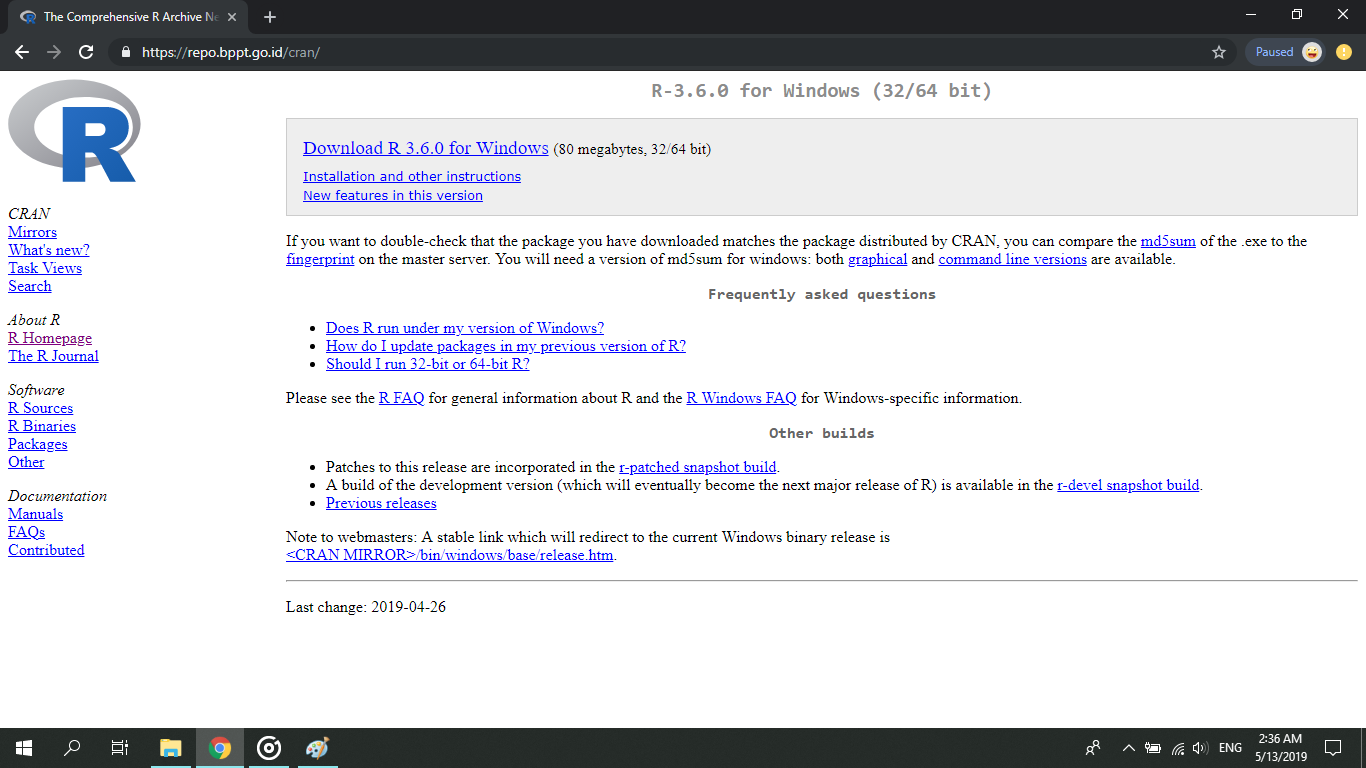 The Comprehensive R Archive Ne
https://repo.bppt.go.id/cran/
Paused
R
CRAN
Mirrors
What's new?
Task Views
Search
About R
R Homepage
The R Journal
Software
R Sources
R Binaries
Packages
Other
Documentation
Manuals
FAQs
Contributed
R-3.6.0 for Windows (32/64 bit)
Download R 3.6.0 for Windows (80 megabytes, 32/64 bit)
Installation and other instructions
New features in this version
If you want to double-check that the package you have downloaded matches the package distributed by CRAN, you can compare the md5sum of the .exe to the
fingerprint on the master server. You will need a version of md5sum for windows: both graphical and command line versions are available.
Frequently asked questions
Does R run under my version of Windows?
How do I update packages in my previous version of R?
Should I run 32-bit or 64-bit R?
Please see the R FAQ for general information about R and the R Windows FAQ for Windows-specific information.
Other builds
Patches to this release are incorporated in the r-patched snapshot build.
A build of the development version (which will eventually become the next major release of R) is available in the r-devel snapshot build.
Previous releases
Note to webmasters: A stable link which will redirect to the current Windows binary release is
<CRAN MIRROR>/bin/windows/base/release.htm.
Last change: 2019-04-26
ENG
2:36 AM
5/13/2019